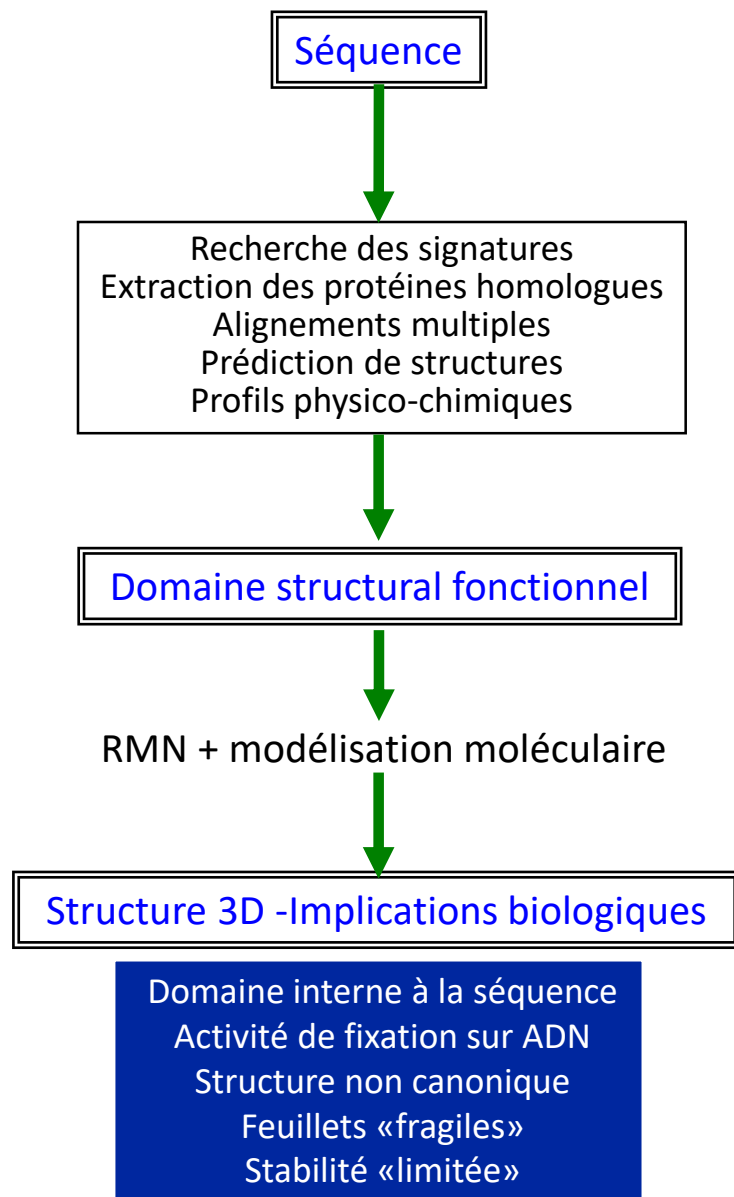 Séquence
Recherche des signatures
Extraction des protéines homologues
Alignements multiples
Prédiction de structures
Profils physico-chimiques
Domaine structural fonctionnel
RMN + modélisation moléculaire
Structure 3D -Implications biologiques
Domaine interne à la séquence
Activité de fixation sur ADN
Structure non canonique
Feuillets «fragiles»
Stabilité «limitée»